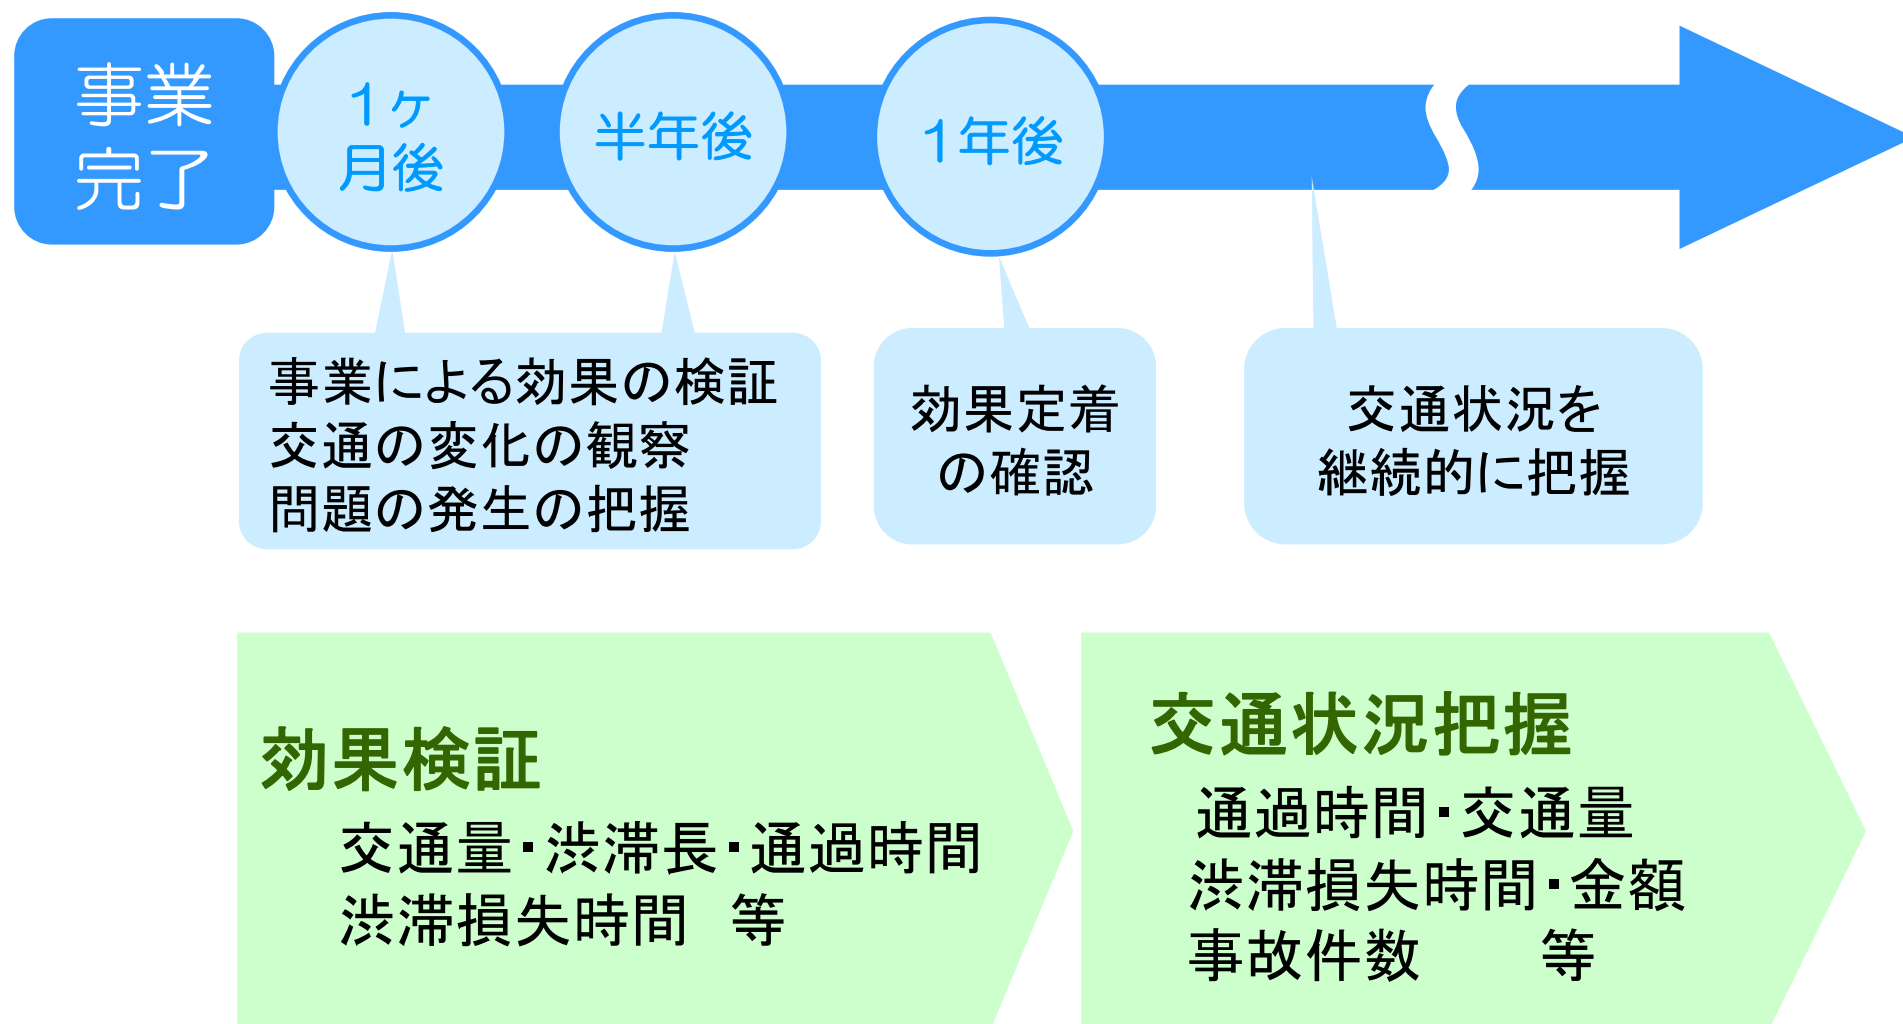 事業
完了
1ヶ
月後
半年後
1年後
事業による効果の検証
交通の変化の観察
問題の発生の把握
効果定着
の確認
交通状況を
継続的に把握
効果検証
交通量・渋滞長・通過時間
渋滞損失時間　等
交通状況把握
通過時間・交通量
渋滞損失時間・金額
事故件数　　等